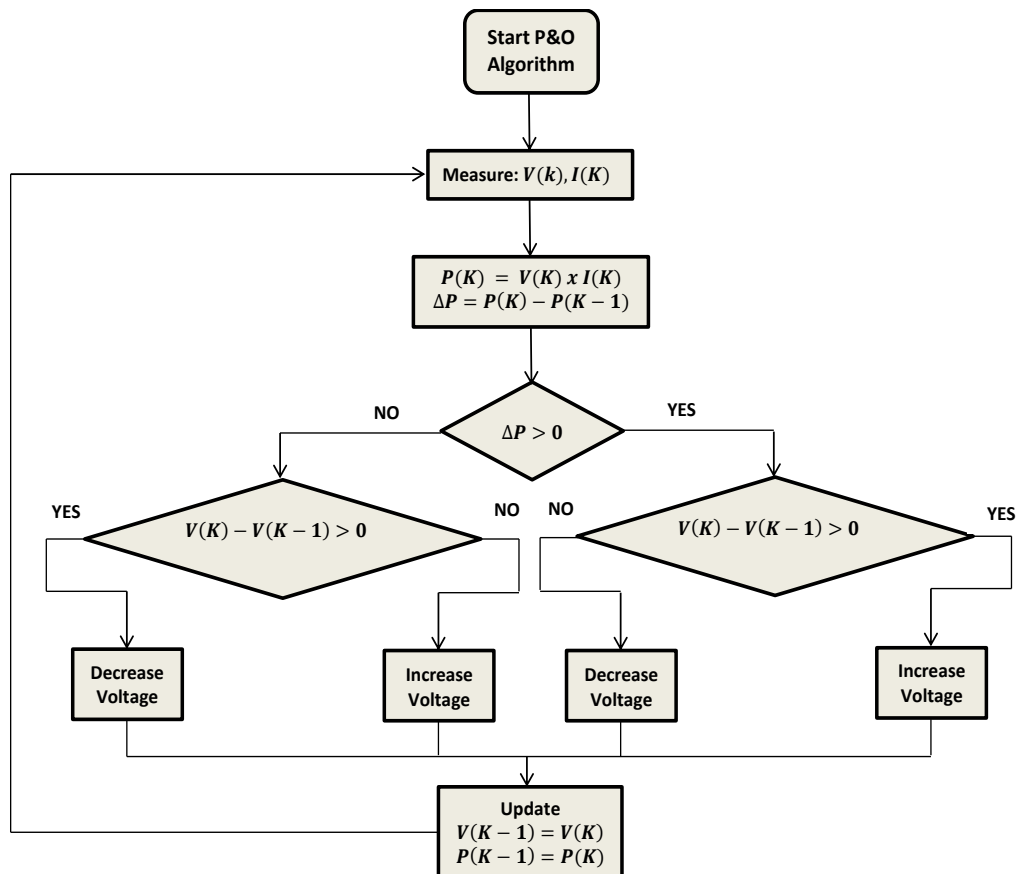 Start P&O
Algorithm
Measure: V(k), I(K)
P(K) = V(K) x I(K)
ΔP = P(K) − P(K − 1)
NO
YES
ΔP > 0
YES
V(K) − V(K − 1) > 0
NO
NO
V(K) − V(K − 1) > 0
YES
Decrease
Voltage
Increase
Voltage
Decrease
Voltage
Increase
Voltage
Update
V(K − 1) = V(K)
P(K − 1) = P(K)